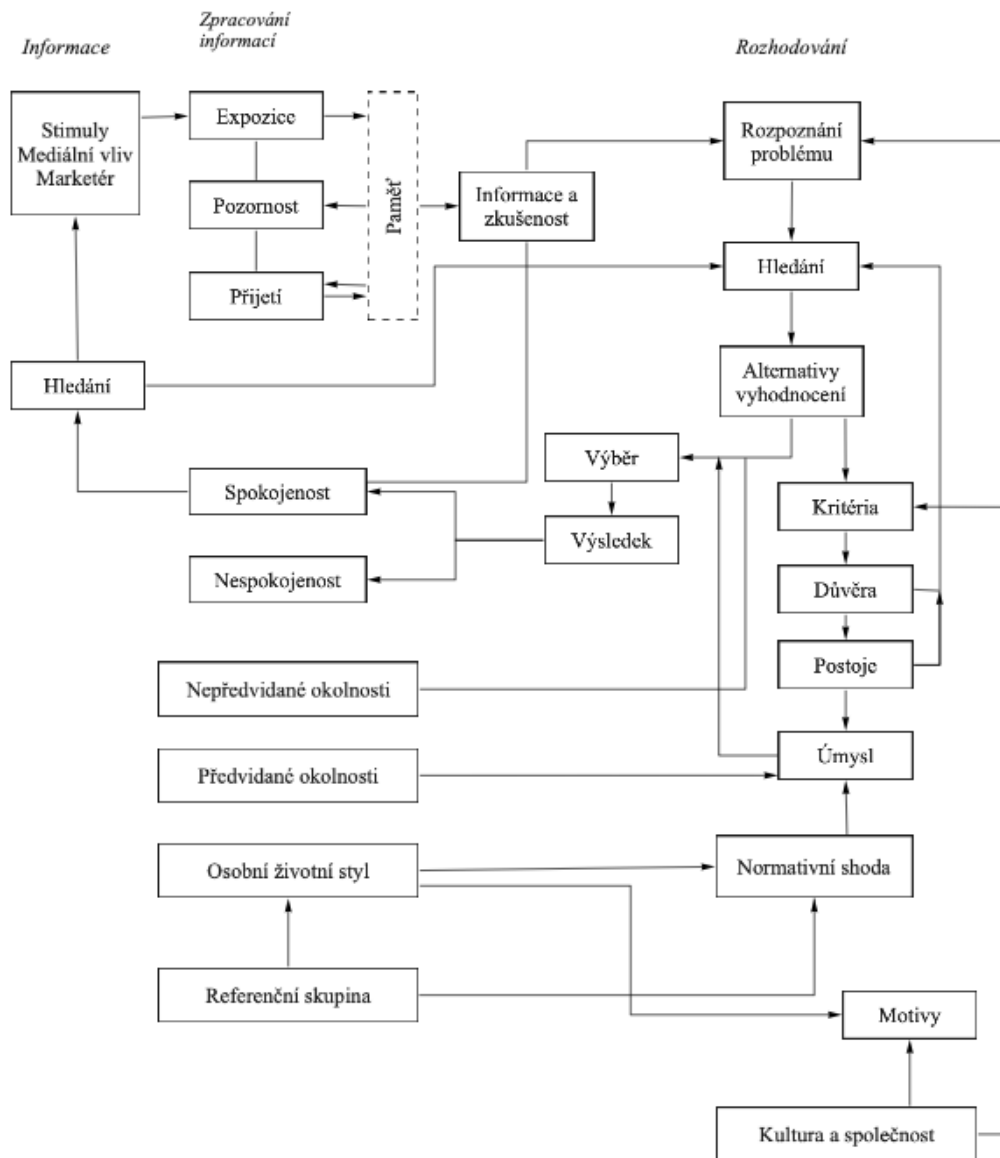 Informace
Zpracování
informací
Rozhodování
Stimuly
Mediální vliv
Marketér
Expozice
Pozornost
Přijetí
Paměť
Informace a
zkušenost
Rozpoznání
problému
Hledání
Hledání
Alternativy
vyhodnocení
Výběr
Spokojenost
Kritéria
Výsledek
Nespokojenost
Důvěra
Postoje
Nepředvidané okolnosti
Úmysl
Předvidané okolnosti
Osobní životní styl
Normativní shoda
Referenční skupina
Motivy
Kultura a společnost